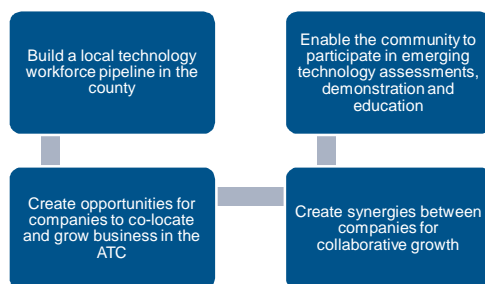 Build a local technology
workforce pipeline in the
county
Create opportunities for
companies to co-locate
and grow business in the
ATC
Create synergies between
companies for
collaborative growth
Enable the community to
participate in emerging
technology assessments,
demonstration and
education